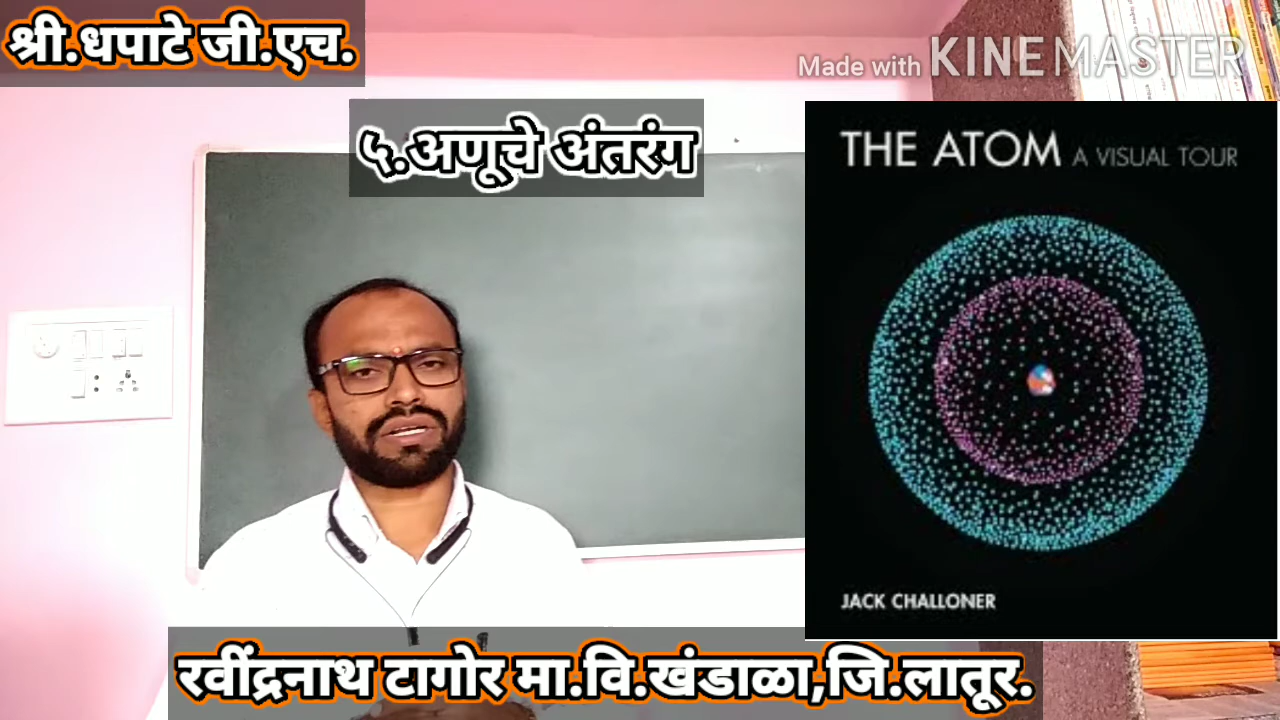 श्री.धपाटे जी.एच.
Made with KINEMASTER
५.अणूचे अंतरंग
THE ATOM A VISUAL TOUR
JACK CHALLONER
रवींद्रनाथ टागोर मा.वि.खंडाळा,जि.लातूर.